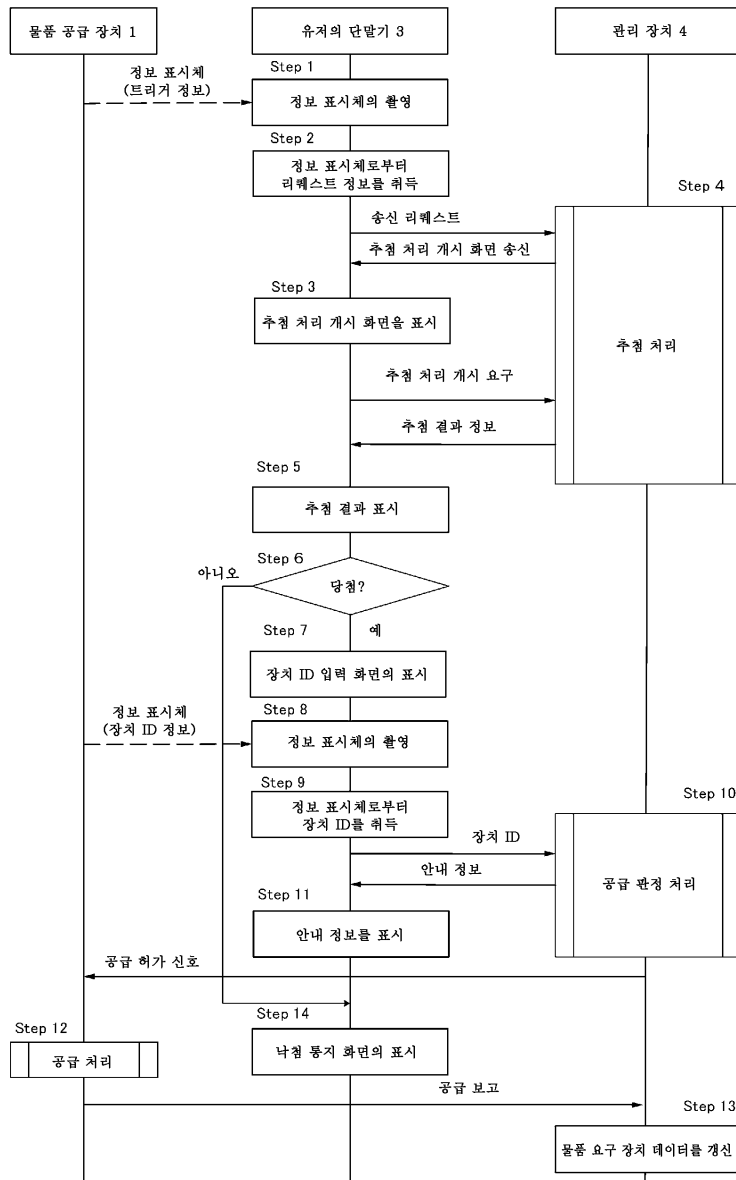 물품 공급 장치 1
유저의 단말기 3
관리 장치 4
Step 1
정보 표시체
(트리거 정보)
정보 표시체의 촬영
Step 2
정보 표시체로부터
리퀘스트 정보를 취득
Step 4
송신 리퀘스트
추첨 처리 개시 화면 송신
Step 3
추첨 처리 개시 화면을 표시
추첨 처리
추첨 처리 개시 요구
추첨 결과 정보
Step 5
추첨 결과 표시
Step 6
아니오
당첨?
Step 7
예
장치 ID 입력 화면의 표시
정보 표시체
(장치 ID 정보)
Step 8
정보 표시체의 촬영
Step 9
Step 10
정보 표시체로부터
장치 ID를 취득
장치 ID
안내 정보
공급 판정 처리
Step 11
안내 정보를 표시
공급 허가 신호
Step 14
Step 12
낙첨 통지 화면의 표시
공급 처리
공급 보고
Step 13
물품 요구 장치 데이터를 갱신